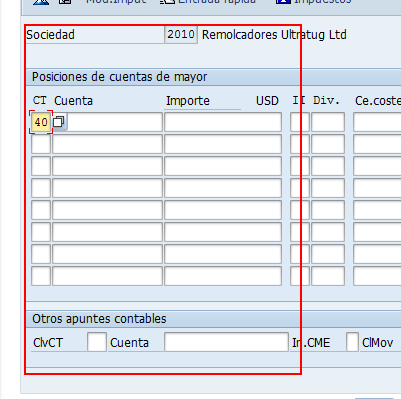 Mod.Imput Entrada rápida Impuestos
Sociedad 2010 Remolcadores Ultratug Ltd
Posiciones de cuentas de mayor
CT Cuenta Importe USD II Div. Ce.coste
40
Otros apuntes contables
ClvCT Cuenta In.CME ClMov